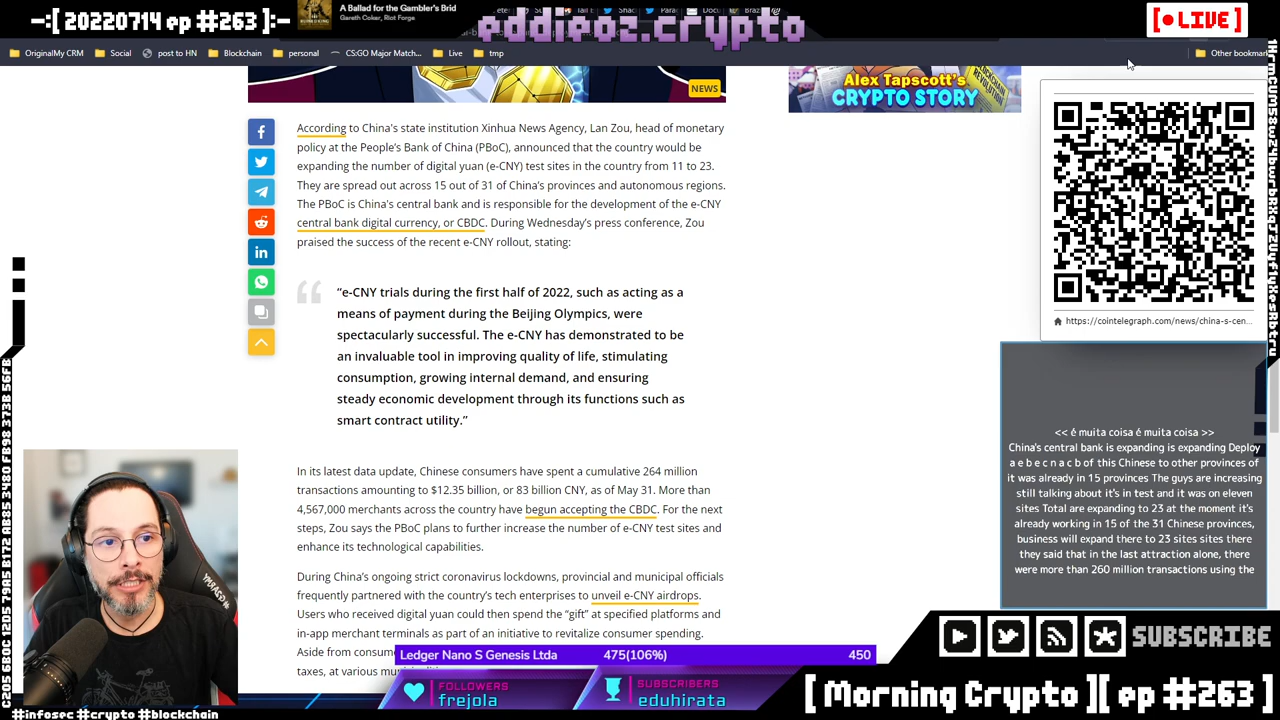 -:[ 20220714 ep #263]:-
A Ballad for the Gambler's Brid
Gareth Coker, Riot Forge
eddieoz.crypto
[● LIVE]
OriginalMy CRM
Social
post to HN
Blockchain
personal
CS:GO Major Match...
Live
tmp
Other bookmar
NEWS
Alex Tapscott's
CRYPTO STORY
According to China's state institution Xinhua News Agency, Lan Zou, head of monetary
policy at the People's Bank of China (PBoC), announced that the country would be
expanding the number of digital yuan (e-CNY) test sites in the country from 11 to 23.
They are spread out across 15 out of 31 of China's provinces and autonomous regions.
The PBoC is China's central bank and is responsible for the development of the e-CNY
central bank digital currency, or CBDC. During Wednesday's press conference, Zou
praised the success of the recent e-CNY rollout, stating:
“e-CNY trials during the first half of 2022, such as acting as a
means of payment during the Beijing Olympics, were
spectacularly successful. The e-CNY has demonstrated to be
an invaluable tool in improving quality of life, stimulating
consumption, growing internal demand, and ensuring
steady economic development through its functions such as
smart contract utility.”
In its latest data update, Chinese consumers have spent a cumulative 264 million
transactions amounting to $12.35 billion, or 83 billion CNY, as of May 31. More than
4,567,000 merchants across the country have begun accepting the CBDC. For the next
steps, Zou says the PBoC plans to further increase the number of e-CNY test sites and
enhance its technological capabilities.
During China's ongoing strict coronavirus lockdowns, provincial and municipal officials
frequently partnered with the country's tech enterprises to unveil e-CNY airdrops.
Users who received digital yuan could then spend the “gift” at specified platforms and
in-app merchant terminals as part of an initiative to revitalize consumer spending.
Aside from consum
taxes, at various mu
https://cointelegraph.com/news/china-s-cen...
<< é muita coisa é muita coisa >>
China's central bank is expanding is expanding Deploy
a e b e c n a c b of this Chinese to other provinces of
it was already in 15 provinces The guys are increasing
still talking about it's in test and it was on eleven
sites Total are expanding to 23 at the moment it's
already working in 15 of the 31 Chinese provinces,
business will expand there to 23 sites sites there
they said that in the last attraction alone, there
were more than 260 million transactions using the
Ledger Nano S Genesis Ltda 475(106%) 450
FOLLOWERS
frejola
SUBSCRIBERS
eduhirata
SUBSCRIBE
[ Morning Crypto ][ ep #263 ]
#infosec #crypto #blockchain